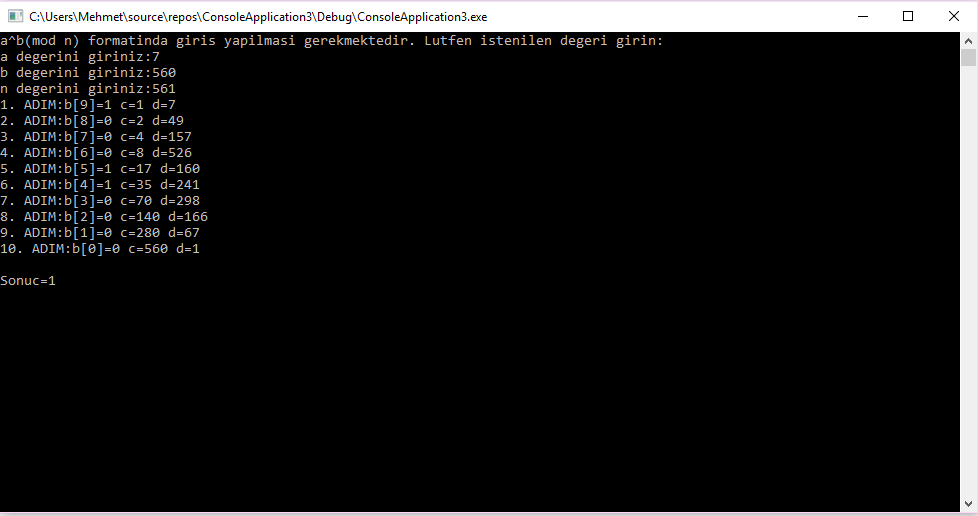 C:\Users\Mehmet\source\repos\ConsoleApplication3\Debug\ConsoleApplication3.exe
a^b(mod n) formatinda giris yapilmasi gerekmektedir. Lutfen istenilen degeri girin:
a degerini giriniz:7
b degerini giriniz:560
n degerini giriniz:561
1. ADIM:b[9]=1 c=1 d=7
2. ADIM:b[8]=0 c=2 d=49
3. ADIM:b[7]=0 c=4 d=157
4. ADIM:b[6]=0 c=8 d=526
5. ADIM:b[5]=1 c=17 d=160
6. ADIM:b[4]=1 c=35 d=241
7. ADIM:b[3]=0 c=70 d=298
8. ADIM:b[2]=0 c=140 d=166
9. ADIM:b[1]=0 c=280 d=67
10. ADIM:b[0]=0 c=560 d=1
Sonuc=1